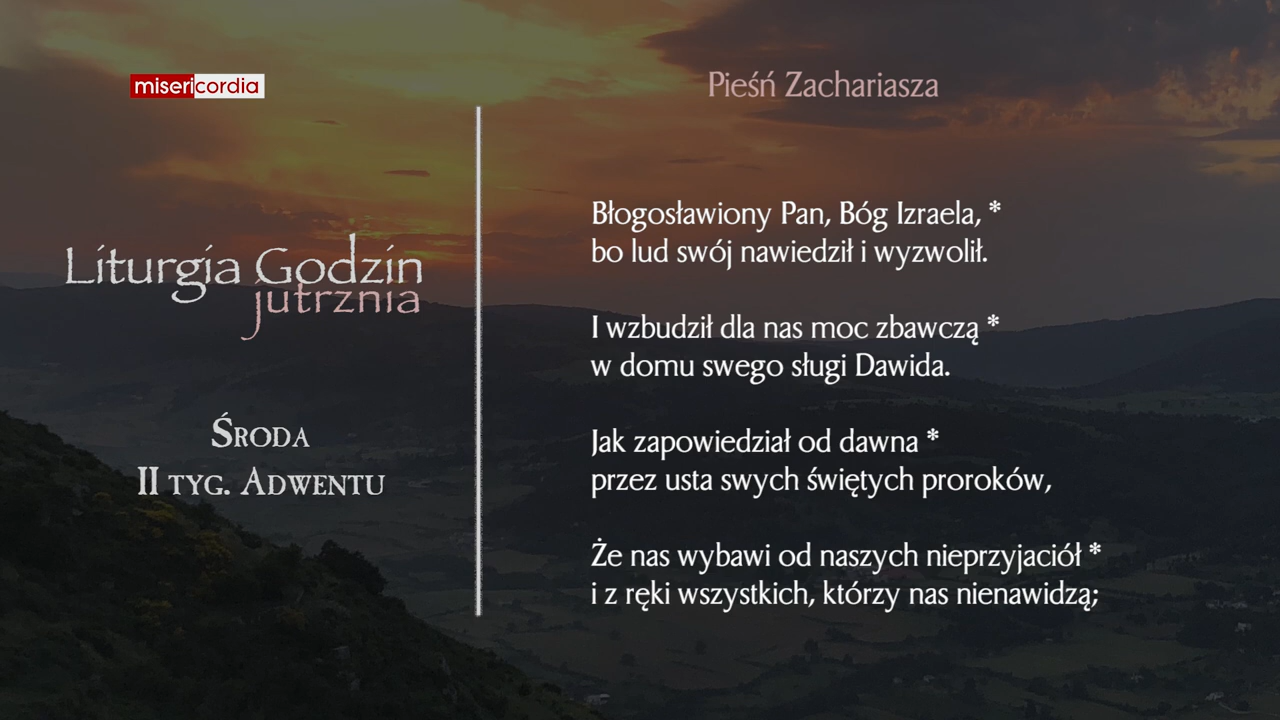 misericordia
Liturgia Godzin
jutrznia
Środa
II tyg. Adwentu
Pieśń Zachariasza
Błogosławiony Pan, Bóg Izraela, *
bo lud swój nawiedził i wyzwolił.
I wzbudził dla nas moc zbawczą *
w domu swego sługi Dawida.
Jak zapowiedział od dawna *
przez usta swych świętych proroków,
Że nas wybawi od naszych nieprzyjaciół *
i z ręki wszystkich, którzy nas nienawidzą;